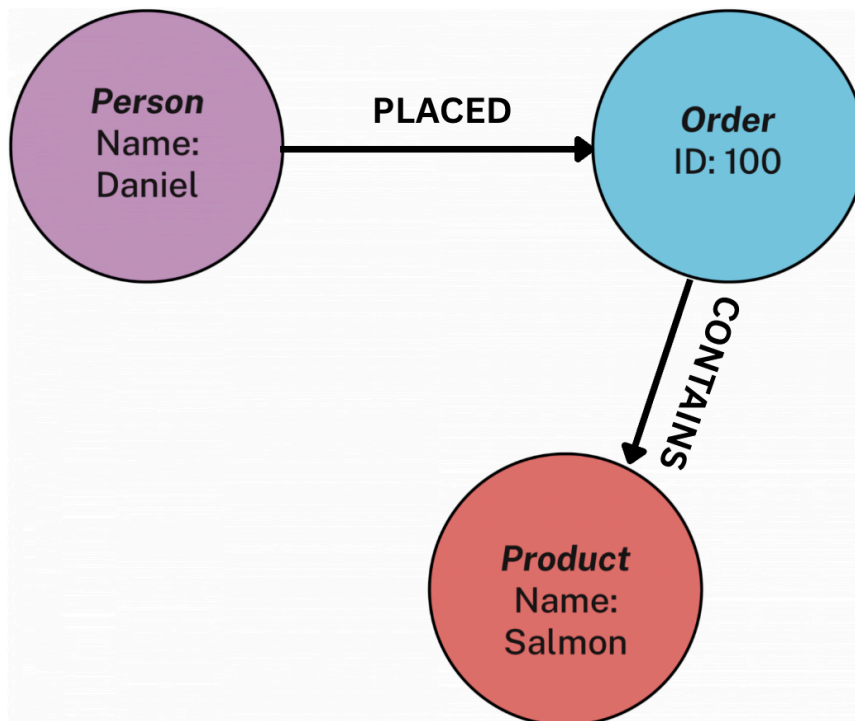 Person
Name:
Daniel
PLACED
Order
ID: 100
CONTAINS
Product
Name:
Salmon